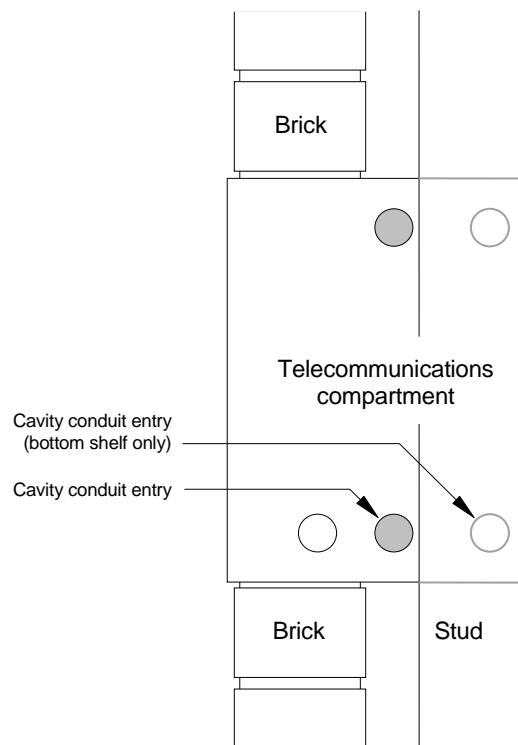 Brick
Telecommunications
compartment
Cavity conduit entry
(bottom shelf only)
Cavity conduit entry
Brick
Stud